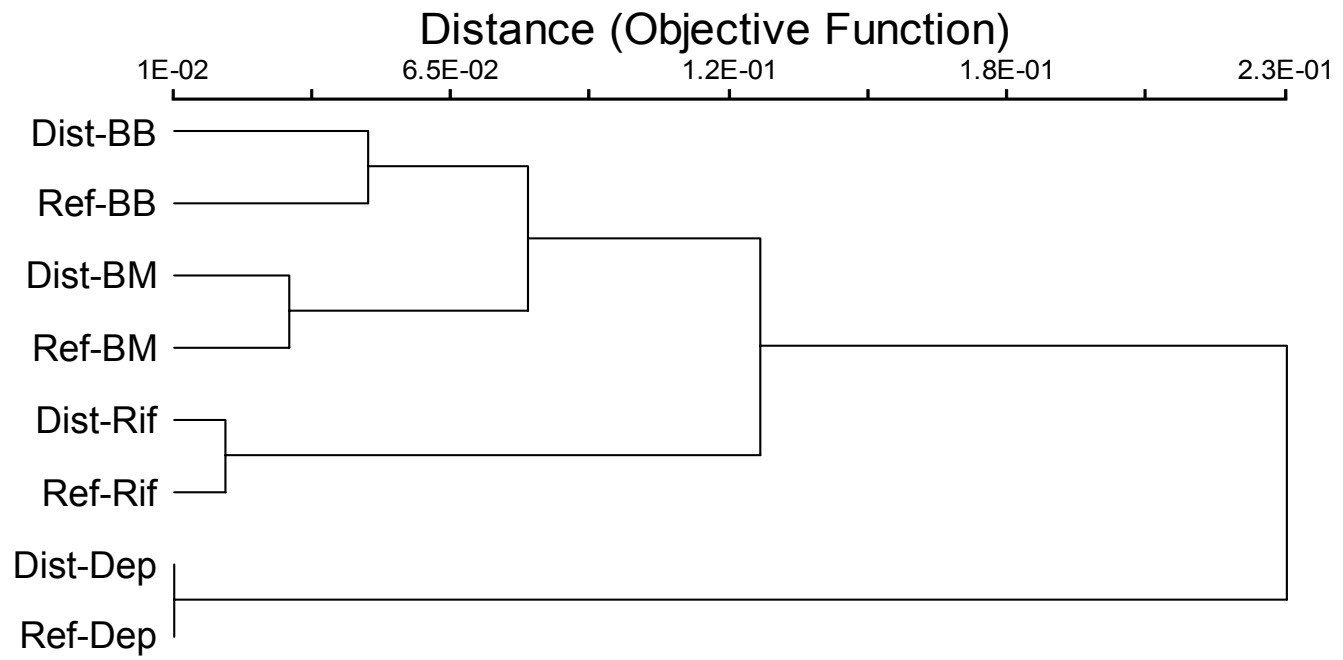 Distance (Objective Function)
1E-02 6.5E-02 1.2E-01 1.8E-01 2.3E-01
Dist-BB
Ref-BB
Dist-BM
Ref-BM
Dist-Rif
Ref-Rif
Dist-Dep
Ref-Dep